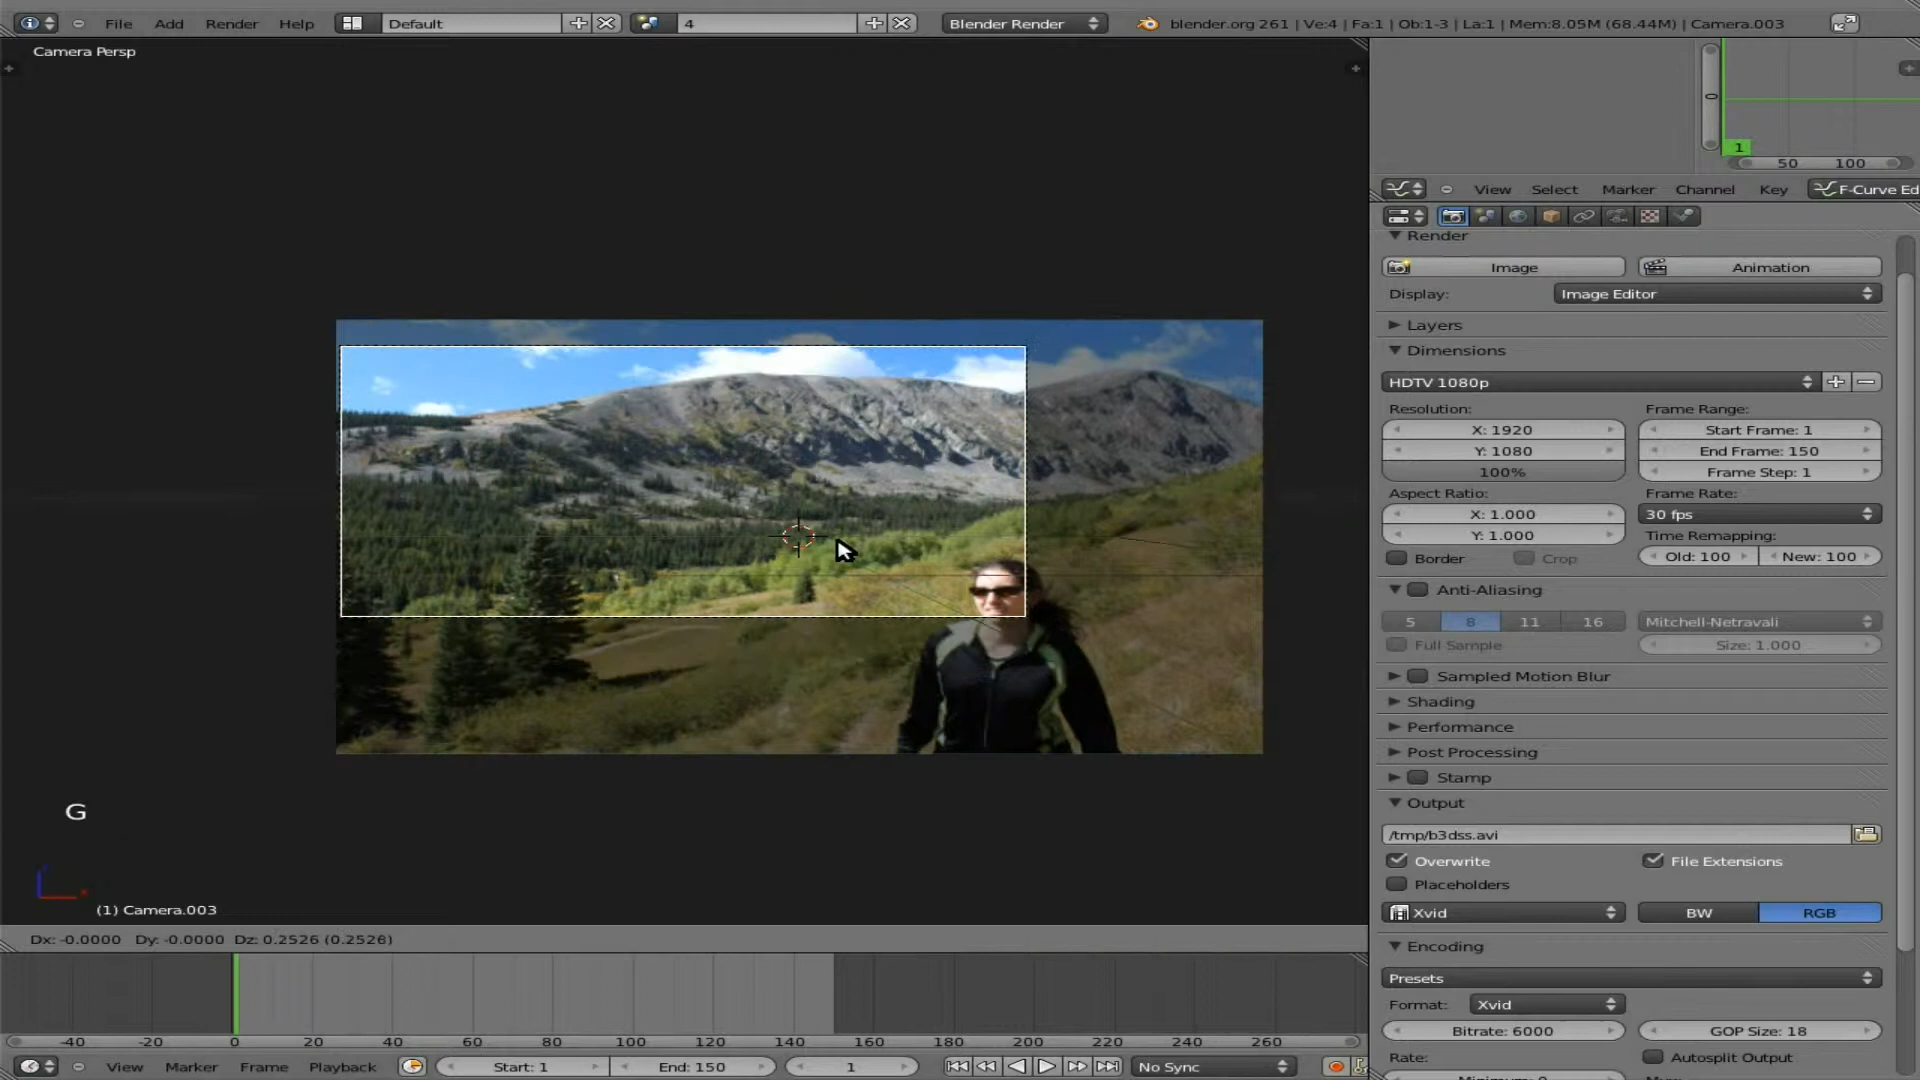 File Add Render Help Default 4 Blender Render blender.org 261 | Ve:4 | Fa:1 | Ob:1-3 | La:1 | Mem:8.05M (68.44M) | Camera.003
Camera Persp
0
1
50 100
View Select Marker Channel Key F-Curve Ed
Render
Image Animation
Display: Image Editor
Layers
Dimensions
HDTV 1080p
Resolution: Frame Range:
X: 1920 Start Frame: 1
Y: 1080 End Frame: 150
100% Frame Step: 1
Aspect Ratio: Frame Rate:
X: 1.000 30 fps
Y: 1.000 Time Remapping:
Border Crop Old: 100 New: 100
Anti-Aliasing
5 8 11 16 Mitchell-Netravali
Full Sample Size: 1.000
Sampled Motion Blur
Shading
Performance
Post Processing
Stamp
Output
/tmp/b3dss.avi
Overwrite File Extensions
Placeholders
Xvid BW RGB
Encoding
Presets
Format: Xvid
Bitrate: 6000 GOP Size: 18
Rate: Autosplit Output
G
(1) Camera.003
Dx: -0.0000 Dy: -0.0000 Dz: 0.2526 (0.2526)
-40 -20 0 20 40 60 80 100 120 140 160 180 200 220 240 260
View Marker Frame Playback Start: 1 End: 150 1 No Sync